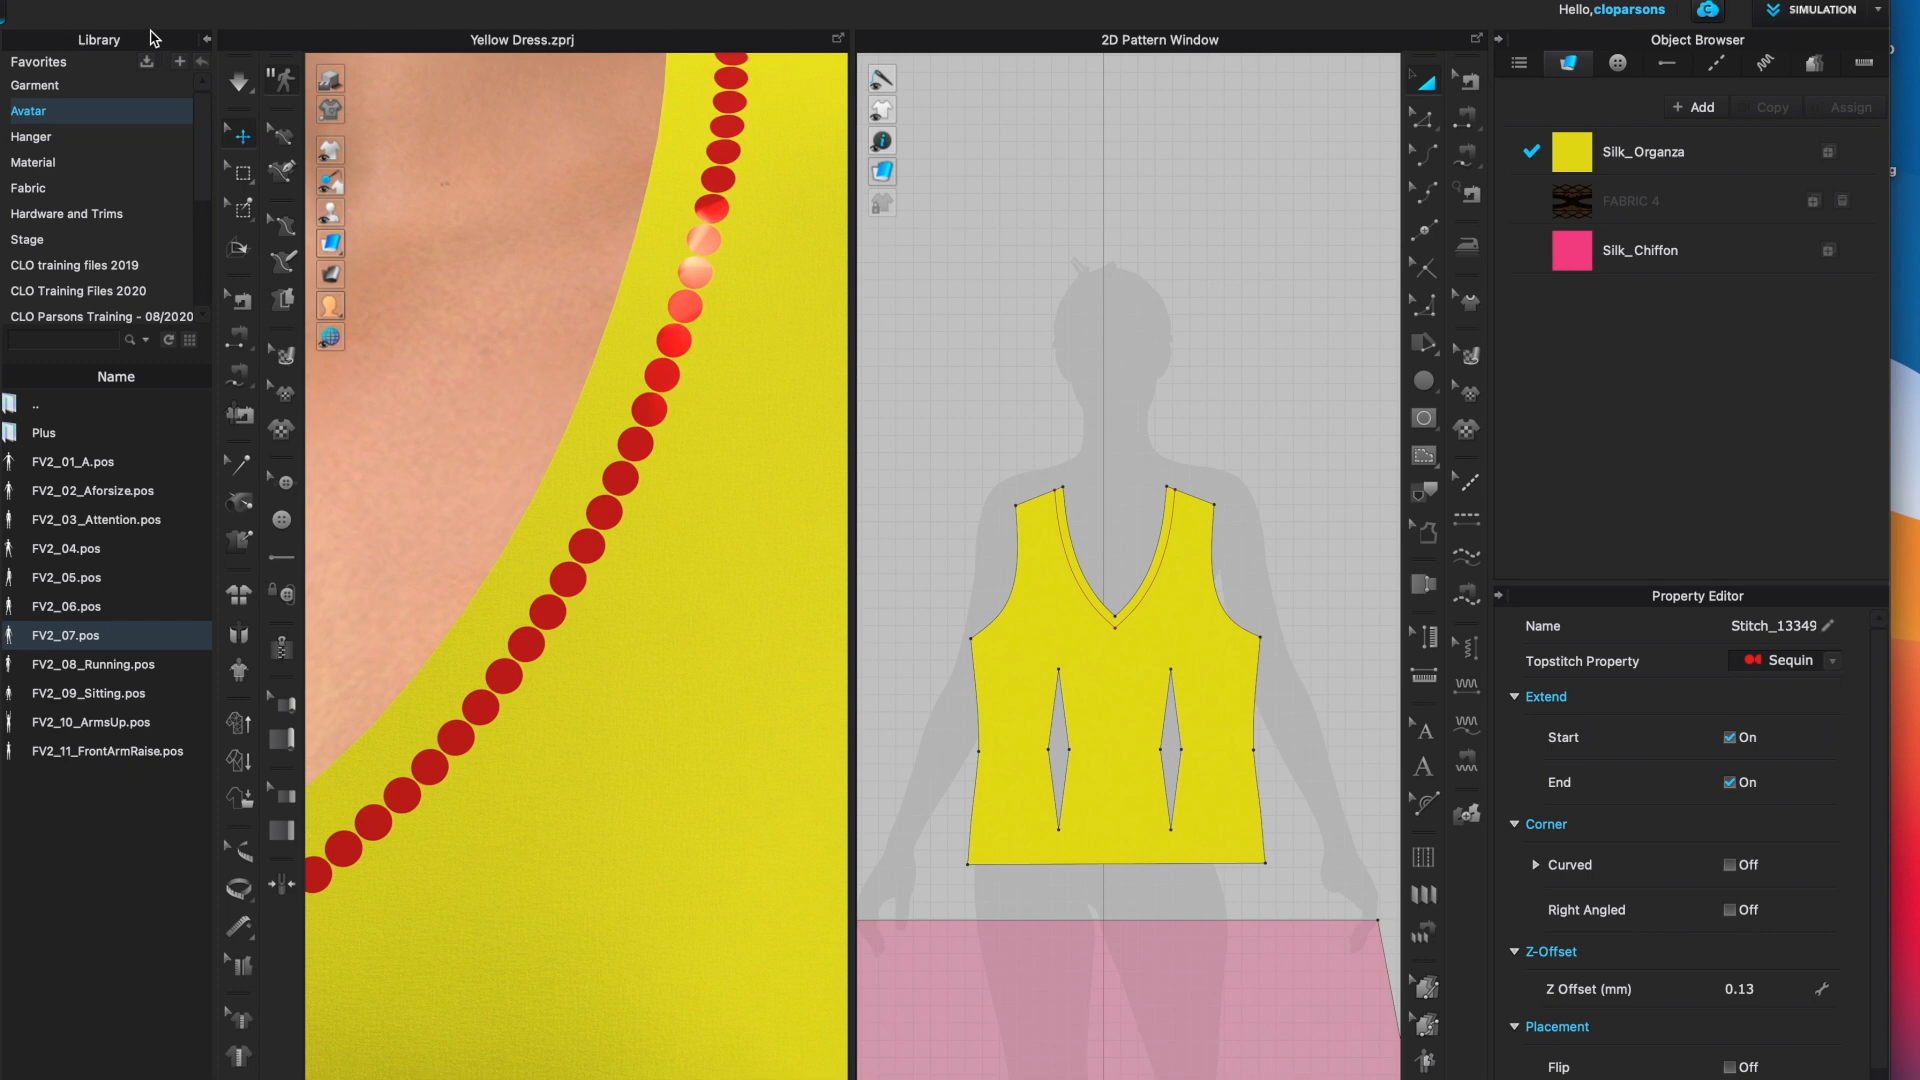 Hello,cloparsons
SIMULATION
Library
Yellow Dress.zprj
2D Pattern Window
Object Browser
Favorites
Garment
Avatar
Hanger
Material
Fabric
Hardware and Trims
Stage
CLO training files 2019
CLO Training Files 2020
CLO Parsons Training - 08/2020
Name
..
Plus
FV2_01_A.pos
FV2_02_Aforsize.pos
FV2_03_Attention.pos
FV2_04.pos
FV2_05.pos
FV2_06.pos
FV2_07.pos
FV2_08_Running.pos
FV2_09_Sitting.pos
FV2_10_ArmsUp.pos
FV2_11_FrontArmRaise.pos
+ Add
Copy
Assign
Silk_Organza
FABRIC 4
Silk_Chiffon
Property Editor
Name
Stitch_13349
Topstitch Property
Sequin
Extend
Start
On
End
On
Corner
Curved
Off
Right Angled
Off
Z-Offset
Z Offset (mm)
0.13
Placement
Flip
Off